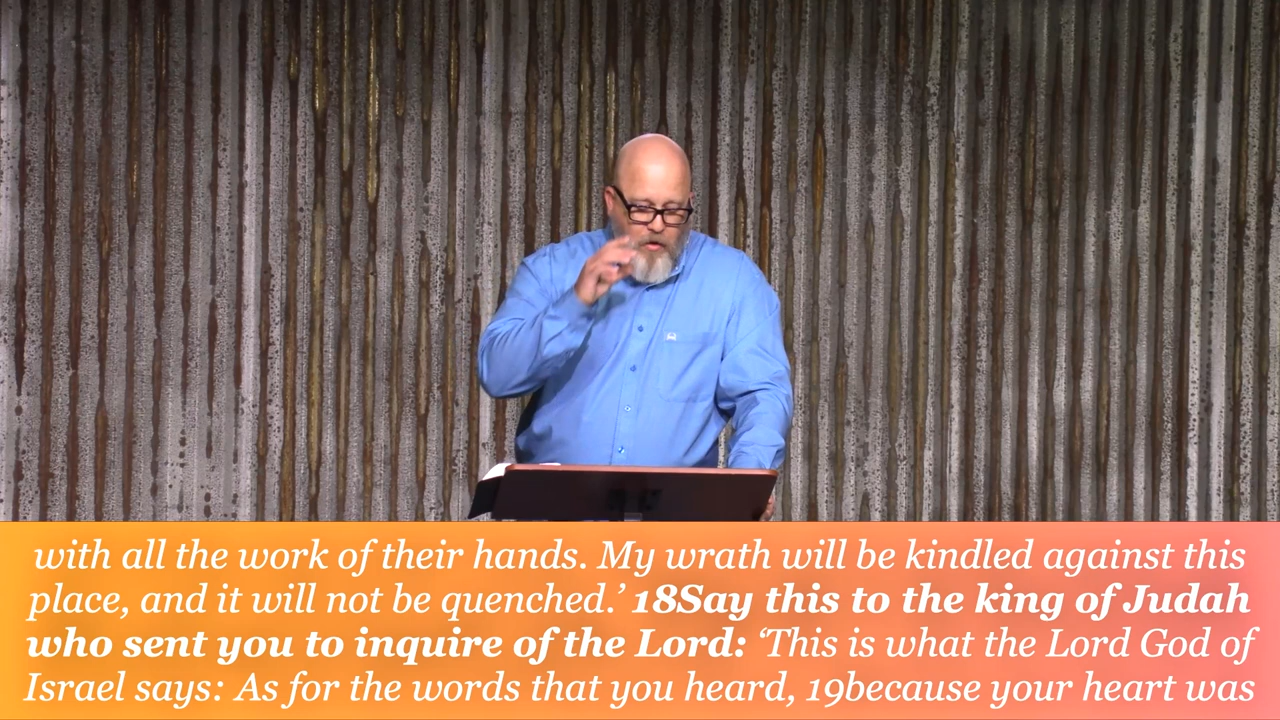 with all the work of their hands. My wrath will be kindled against this
place, and it will not be quenched.’ 18Say this to the king of Judah
who sent you to inquire of the Lord: ‘This is what the Lord God of
Israel says: As for the words that you heard, 19because your heart was